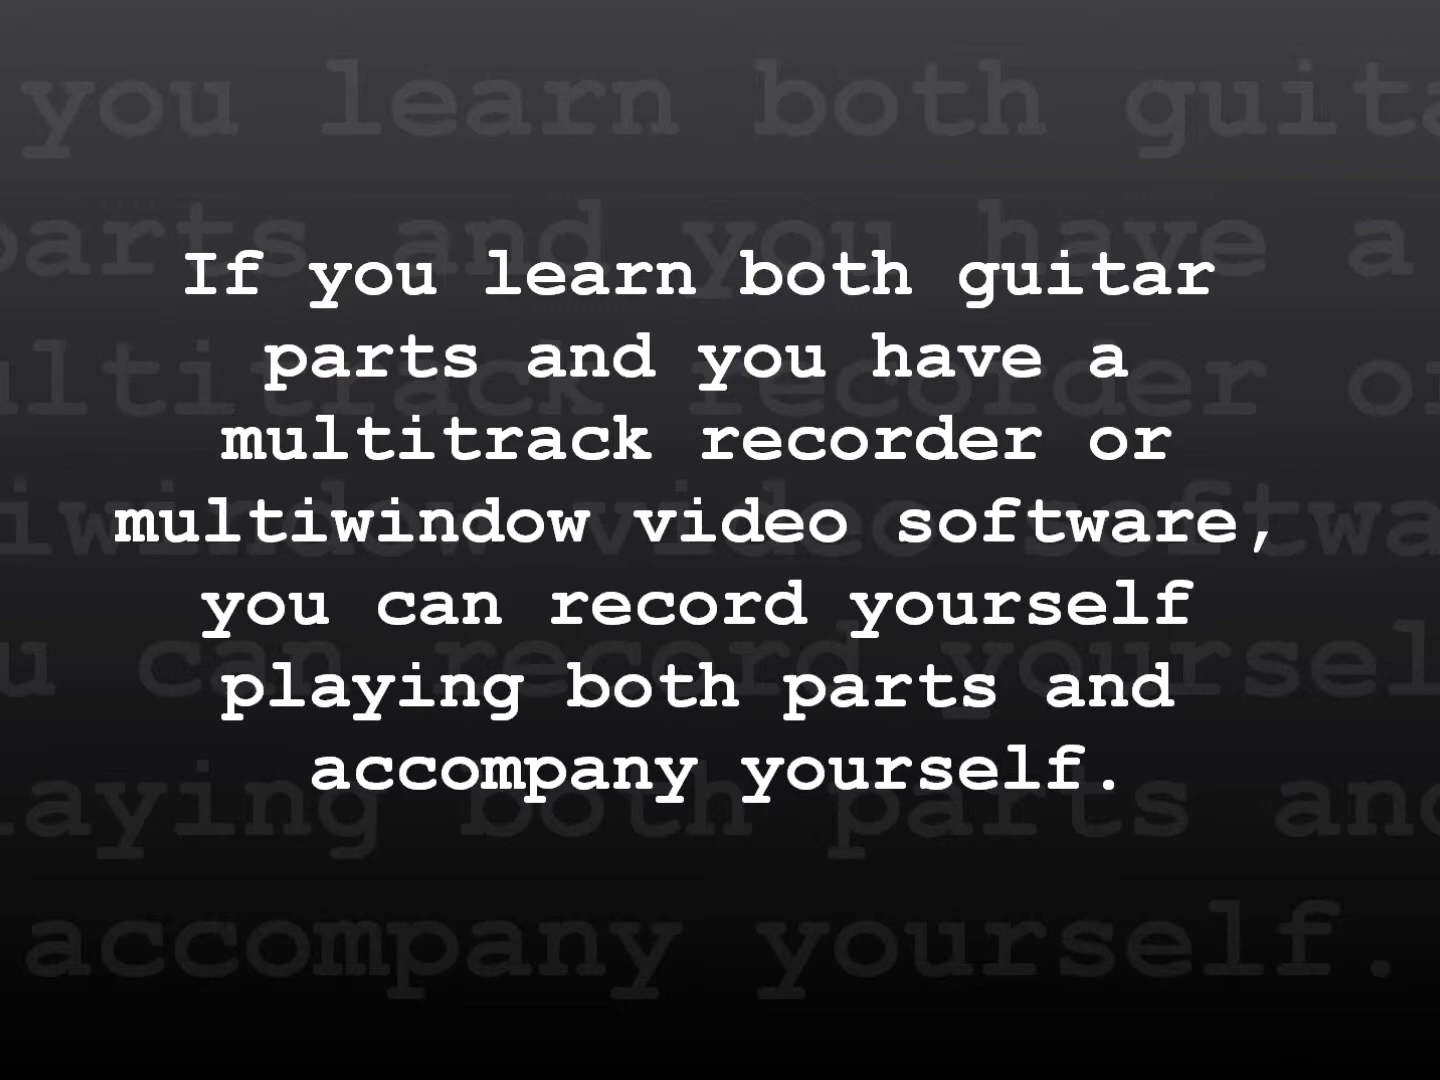 If you learn both guitar
parts and you have a
multitrack recorder or
multiwindow video software,
you can record yourself
playing both parts and
accompany yourself.